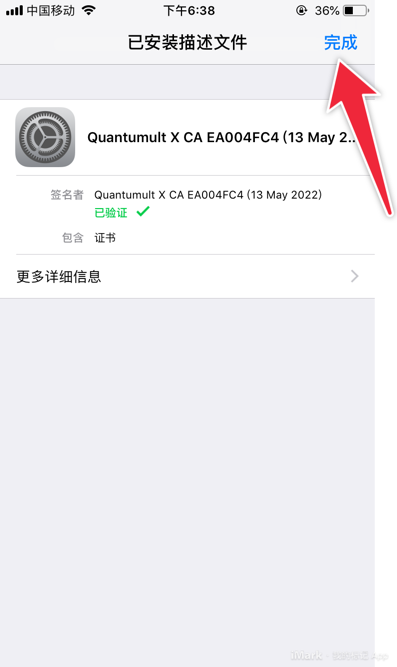 中国移动 下午6:38 36%
已安装描述文件 完成
Quantumult X CA EA004FC4 (13 May 2...
签名者 Quantumult X CA EA004FC4 (13 May 2022)
已验证
包含 证书
更多详细信息